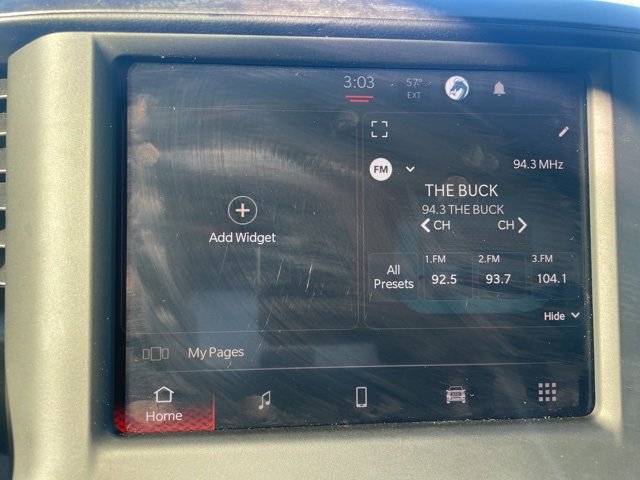 3:03
57°
EXT
FM
94.3 MHz
THE BUCK
94.3 THE BUCK
CH
CH
Add Widget
All
Presets
1.FM
92.5
2.FM
93.7
3.FM
104.1
Hide
My Pages
Home